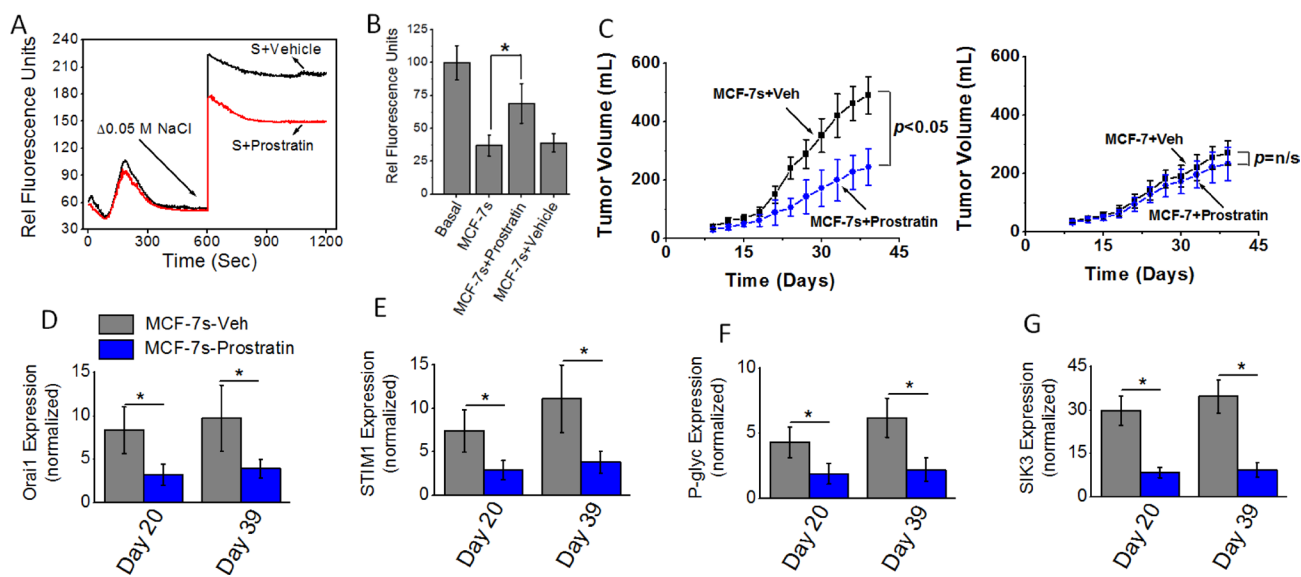 A
Rel Fluorescence Units
240
210
180
150
120
90
60
30
S+Vehicle
Δ0.05 M NaCl
S+Prostratin
0
300
600
900
1200
Time (Sec)
B
Rel Fluorescence Units
125
100
75
50
25
0
*
Basal
MCF-7s
MCF-7s+Prostratin
MCF-7s+Vehicle
C
Tumor Volume (mL)
600
400
200
0
MCF-7s+Veh
p<0.05
MCF-7s+Prostratin
0
15
30
45
Time (Days)
Tumor Volume (mL)
600
400
200
0
MCF-7+Veh
p=n/s
MCF-7+Prostratin
0
15
30
45
Time (Days)
D
MCF-7s-Veh
MCF-7s-Prostratin
Orai1 Expression
(normalized)
10
5
0
*
*
Day 20
Day 39
E
STIM1 Expression
(normalized)
15
10
5
0
*
*
Day 20
Day 39
F
P-glyc Expression
(normalized)
10
5
0
*
*
Day 20
Day 39
G
SIK3 Expression
(normalized)
45
30
15
0
*
*
Day 20
Day 39